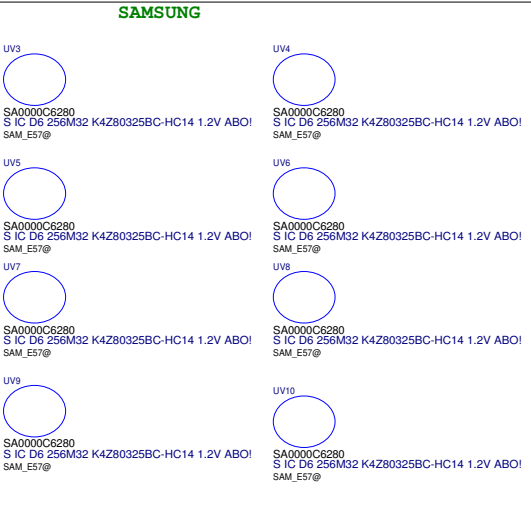 SAMSUNG
UV3
SA0000C6280
S IC D6 256M32 K4Z80325BC-HC14 1.2V ABO!
SAM_E57@
UV4
SA0000C6280
S IC D6 256M32 K4Z80325BC-HC14 1.2V ABO!
SAM_E57@
UV5
SA0000C6280
S IC D6 256M32 K4Z80325BC-HC14 1.2V ABO!
SAM_E57@
UV6
SA0000C6280
S IC D6 256M32 K4Z80325BC-HC14 1.2V ABO!
SAM_E57@
UV7
SA0000C6280
S IC D6 256M32 K4Z80325BC-HC14 1.2V ABO!
SAM_E57@
UV8
SA0000C6280
S IC D6 256M32 K4Z80325BC-HC14 1.2V ABO!
SAM_E57@
UV9
SA0000C6280
S IC D6 256M32 K4Z80325BC-HC14 1.2V ABO!
SAM_E57@
UV10
SA0000C6280
S IC D6 256M32 K4Z80325BC-HC14 1.2V ABO!
SAM_E57@